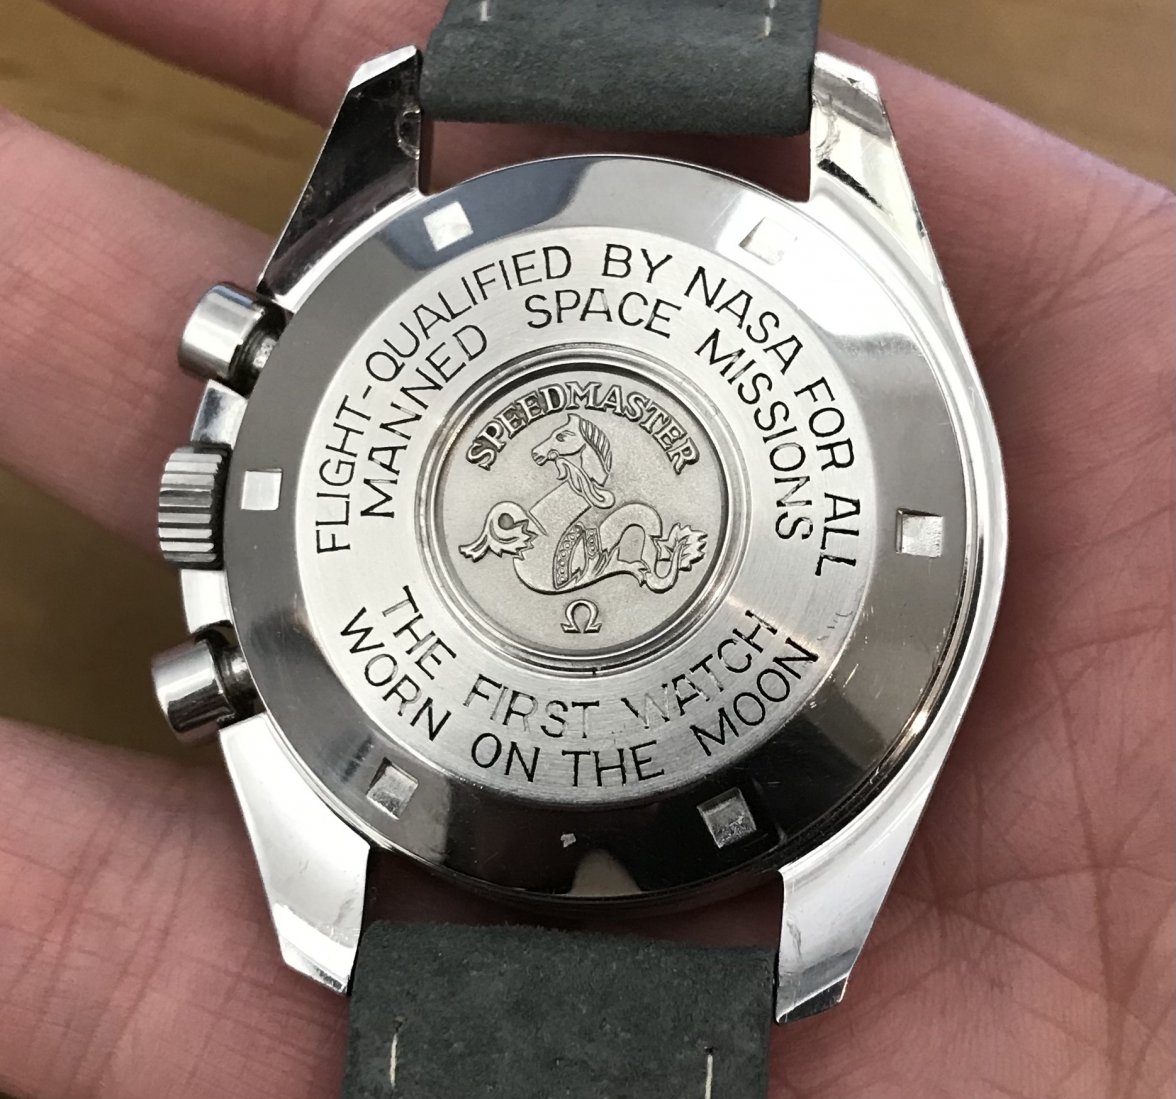 FLIGHT-QUALIFIED BY NASA FOR ALL
MANNED SPACE MISSIONS
SPEEDMASTER
Ω
THE FIRST WATCH
WORN ON THE MOON